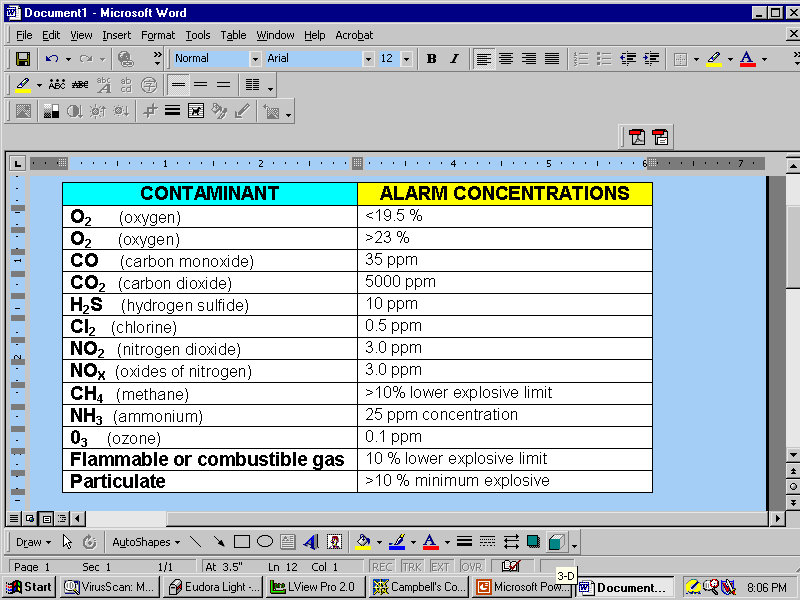 Document1 - Microsoft Word
File Edit View Insert Format Tools Table Window Help Acrobat
Normal Arial 12 B I A
1 2 4 5 6 7
CONTAMINANT ALARM CONCENTRATIONS
O2 (oxygen) <19.5 %
O2 (oxygen) >23 %
CO (carbon monoxide) 35 ppm
CO2 (carbon dioxide) 5000 ppm
H2S (hydrogen sulfide) 10 ppm
Cl2 (chlorine) 0.5 ppm
NO2 (nitrogen dioxide) 3.0 ppm
NOX (oxides of nitrogen) 3.0 ppm
CH4 (methane) >10% lower explosive limit
NH3 (ammonium) 25 ppm concentration
03 (ozone) 0.1 ppm
Flammable or combustible gas 10 % lower explosive limit
Particulate >10 % minimum explosive
Draw AutoShapes A A
Page 1 Sec 1 1/1 At 3.5" Ln 12 Col 1 REC TRK EXT OVR
3-D
Start VirusScan: M... Eudora Light -... LView Pro 2.0 Campbell's Co... Microsoft Pow... Document... 8:06 PM